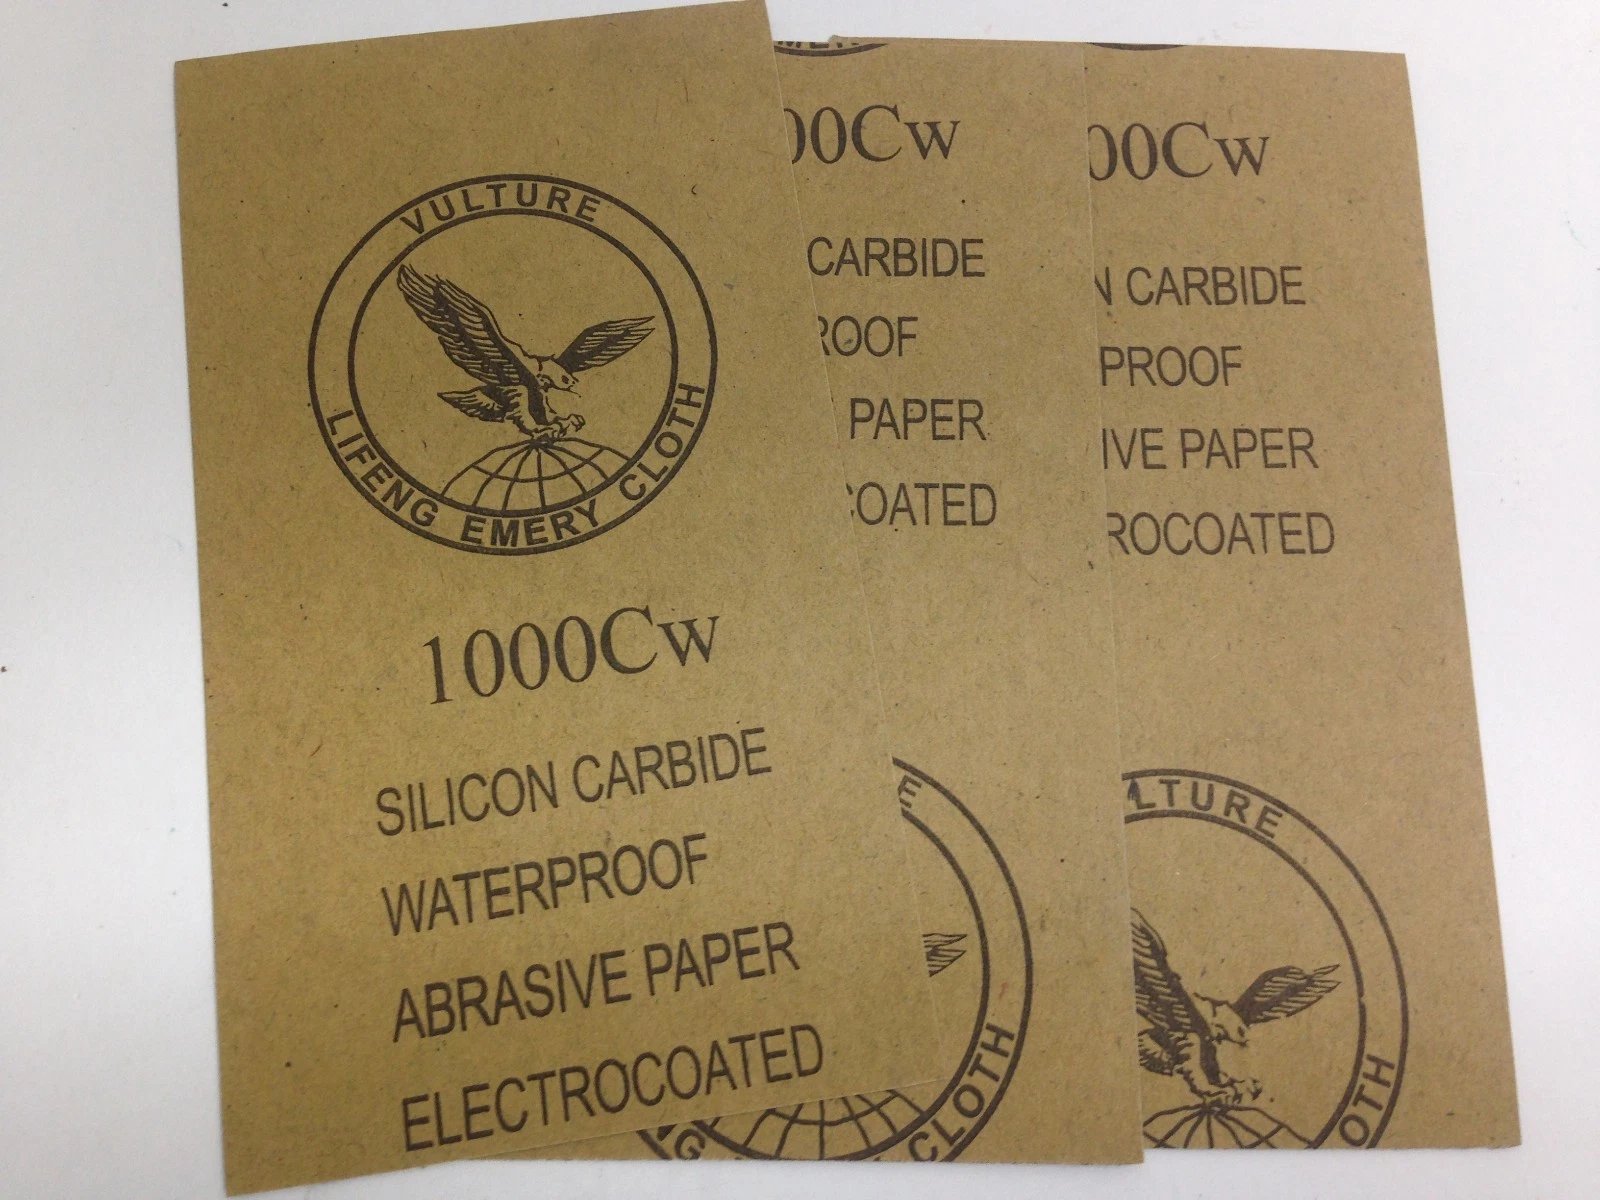 VULTURE
LIFENG EMERY CLOTH
1000Cw
SILICON CARBIDE
WATERPROOF
ABRASIVE PAPER
ELECTROCOATED
00Cw
CARBIDE
ROOF
PAPER
COATED
E
G
CLOTH
00Cw
N CARBIDE
PROOF
IVE PAPER
ROCOATED
LTURE
OTH